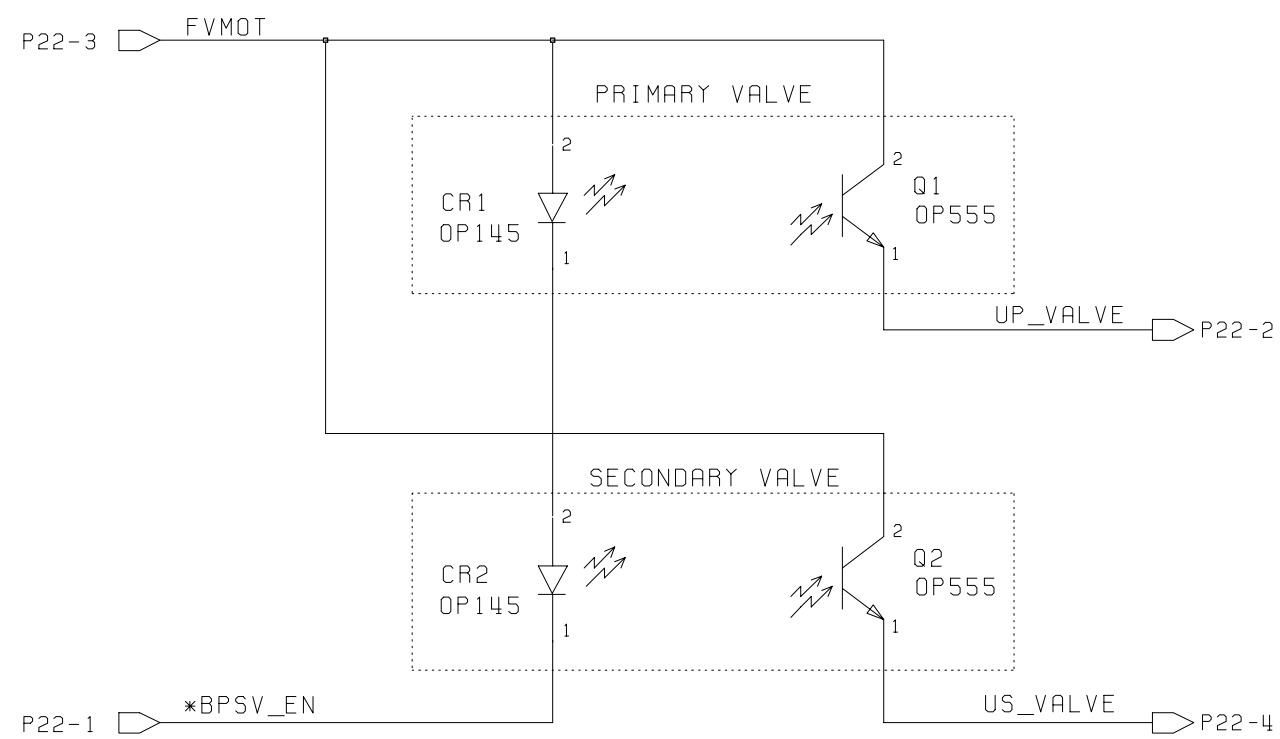 FVMOT
P22-3
PRIMARY VALVE
2
2
CR1
OP145
Q1
OP555
1
1
UP_VALVE
P22-2
SECONDARY VALVE
2
2
CR2
OP145
Q2
OP555
1
1
*BPSV_EN
P22-1
US_VALVE
P22-4